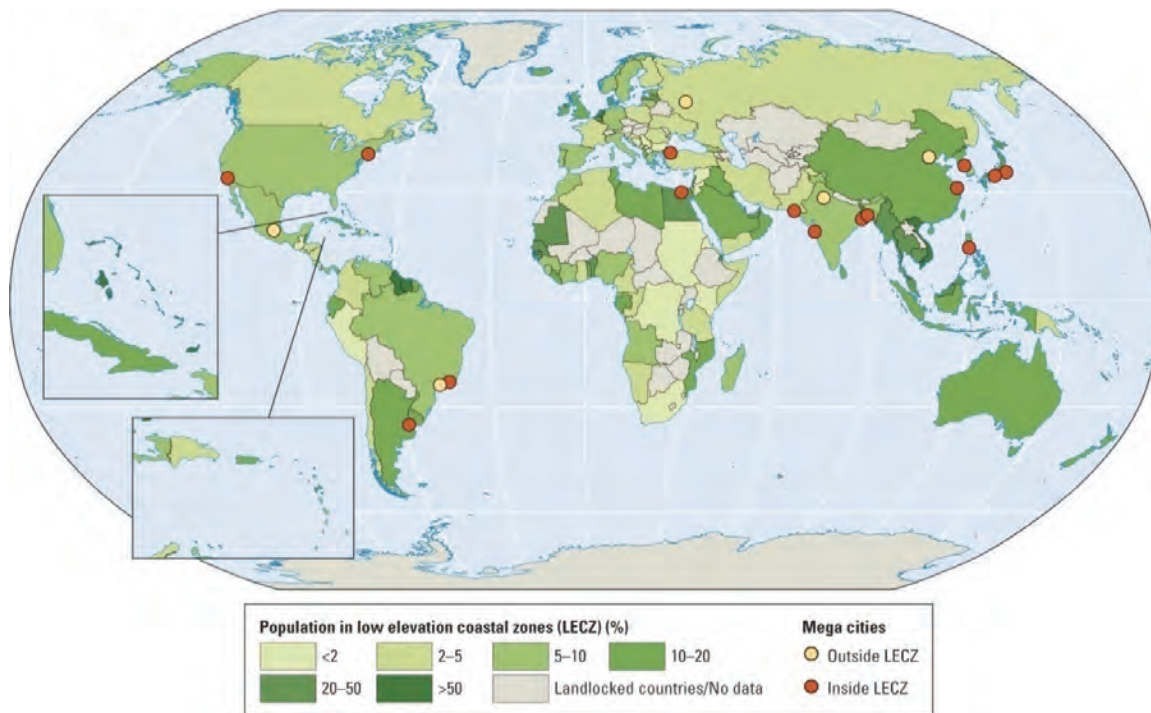 Population in low elevation coastal zones (LECZ) (%)
<2
2–5
5–10
10–20
20–50
>50
Landlocked countries/No data
Mega cities
Outside LECZ
Inside LECZ